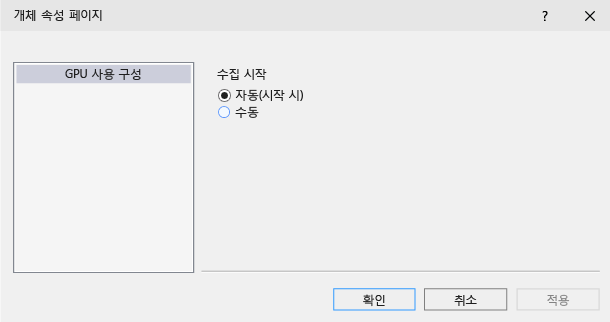 개체 속성 페이지
?
GPU 사용 구성
수집 시작
자동(시작 시)
수동
확인
취소
적용